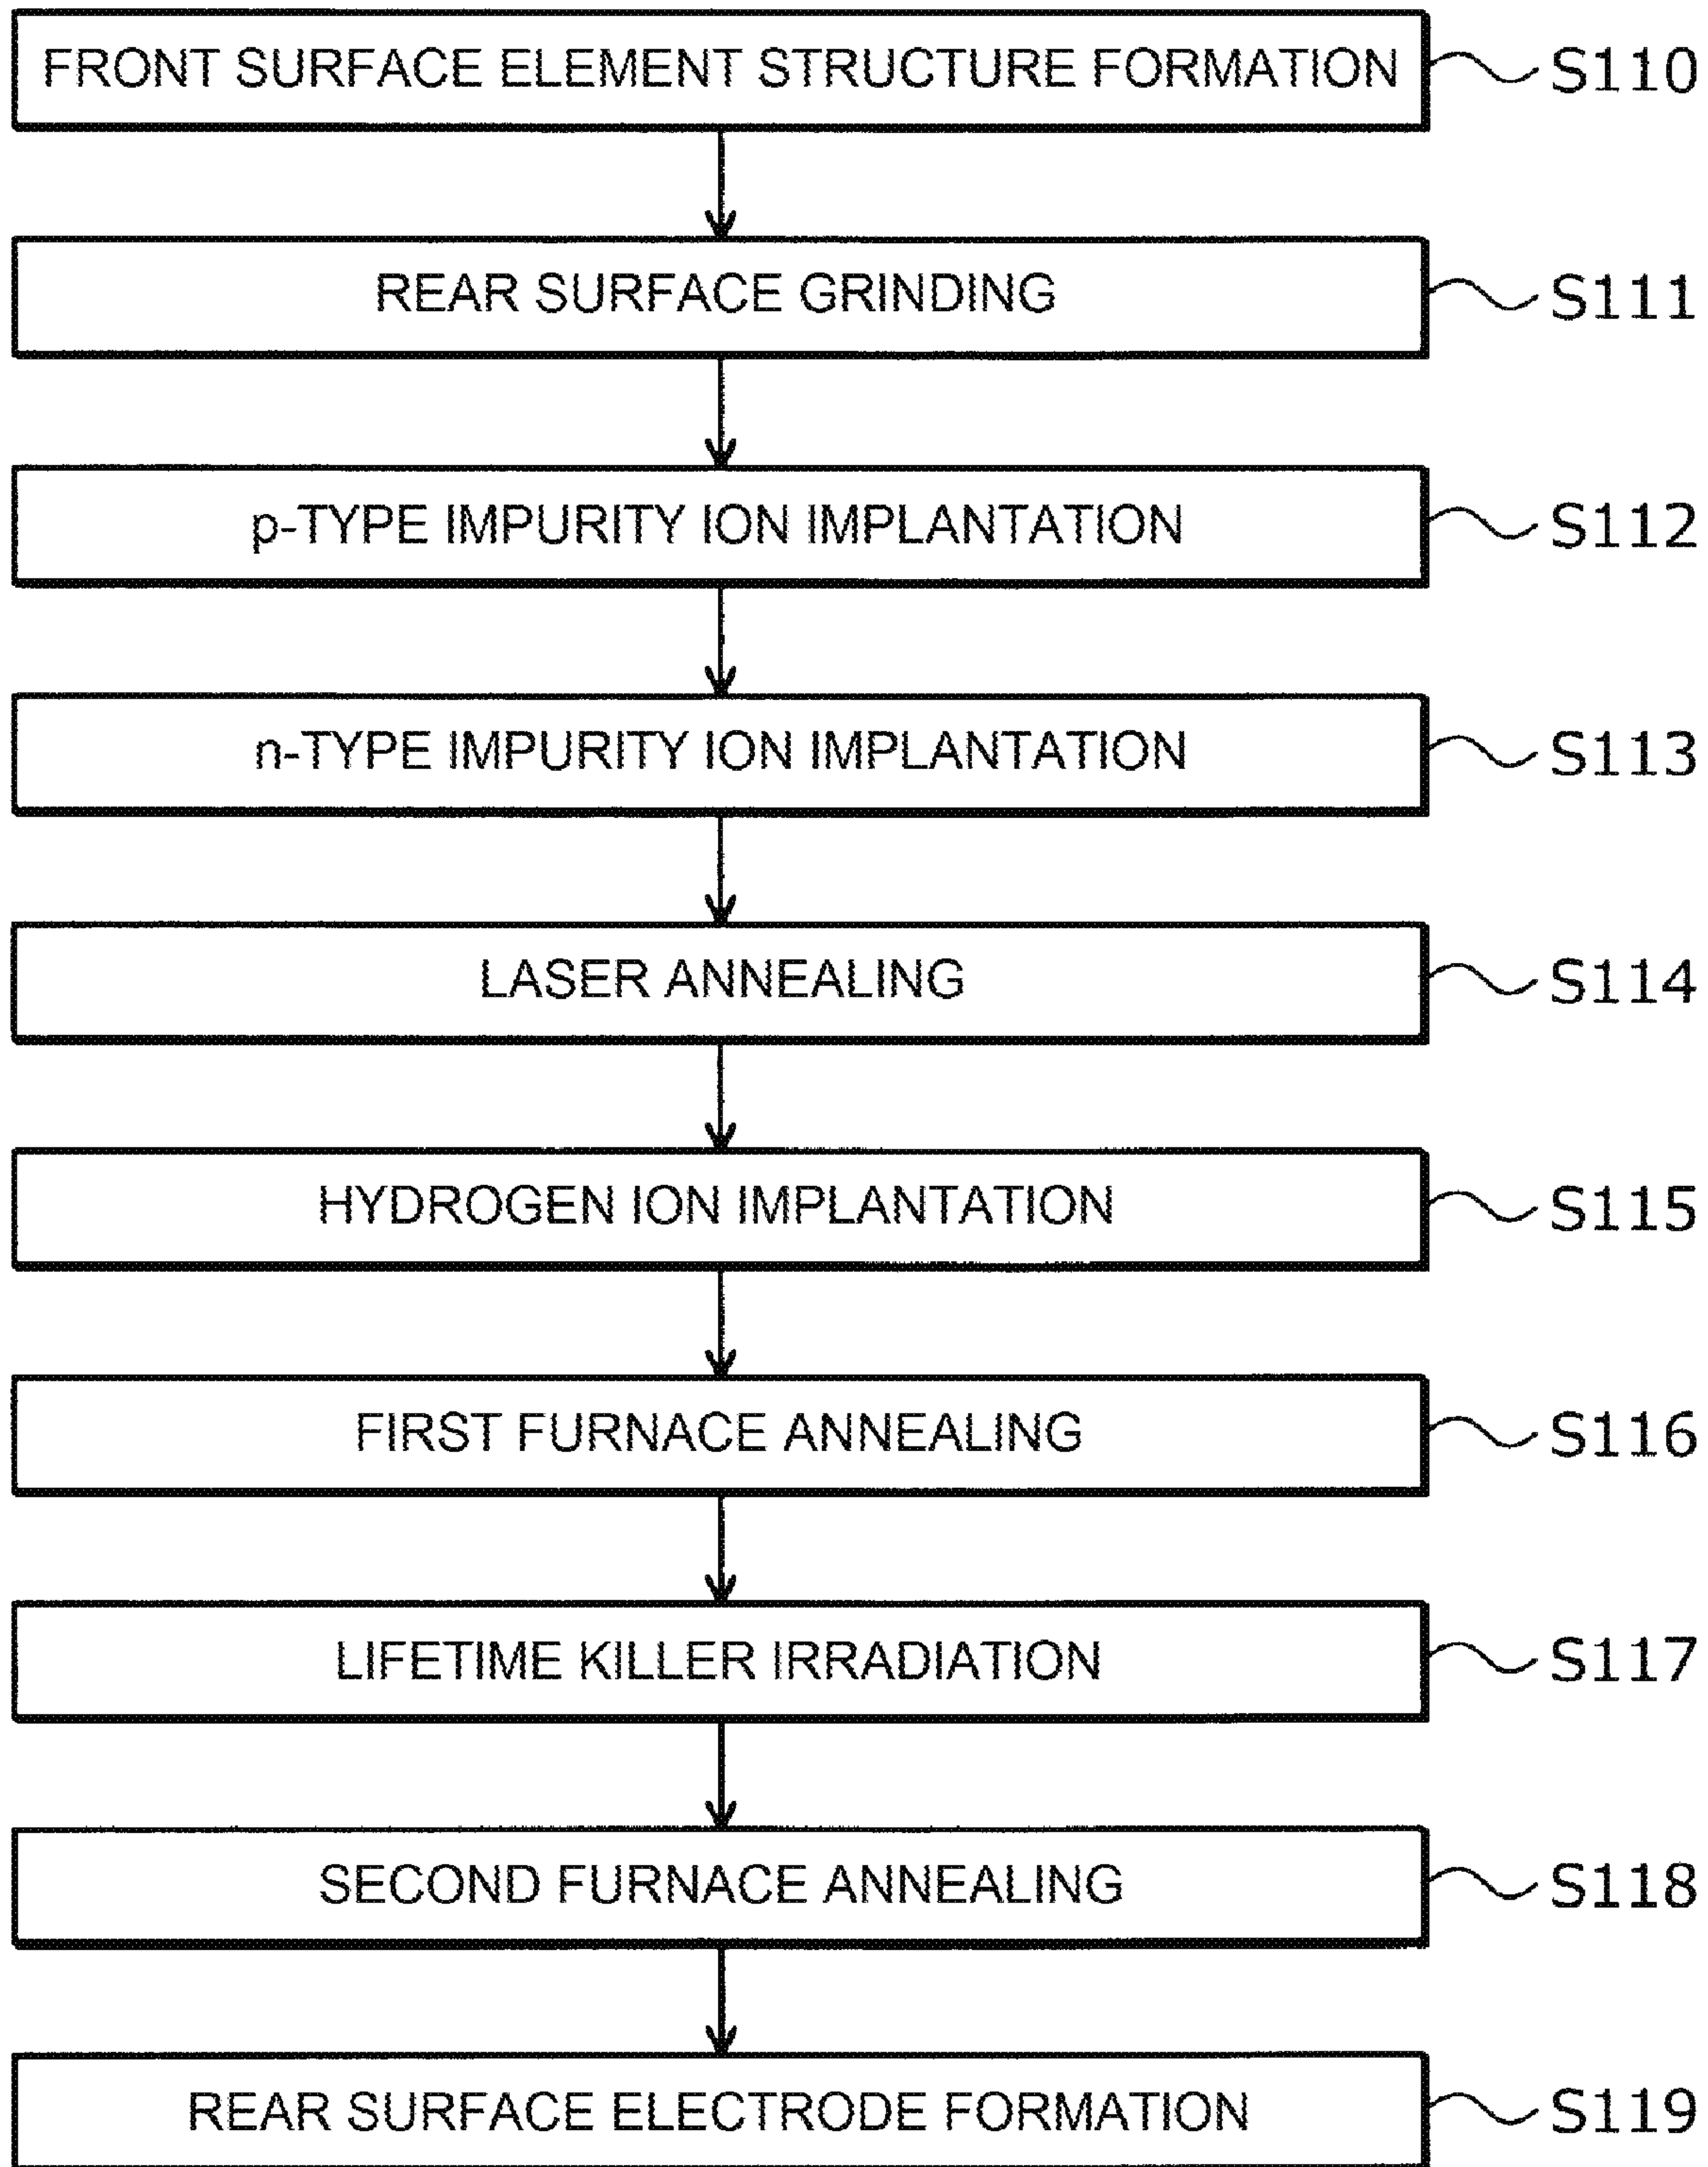 FRONT SURFACE ELEMENT STRUCTURE FORMATION S110
REAR SURFACE GRINDING S111
p-TYPE IMPURITY ION IMPLANTATION S112
n-TYPE IMPURITY ION IMPLANTATION S113
LASER ANNEALING S114
HYDROGEN ION IMPLANTATION S115
FIRST FURNACE ANNEALING S116
LIFETIME KILLER IRRADIATION S117
SECOND FURNACE ANNEALING S118
REAR SURFACE ELECTRODE FORMATION S119